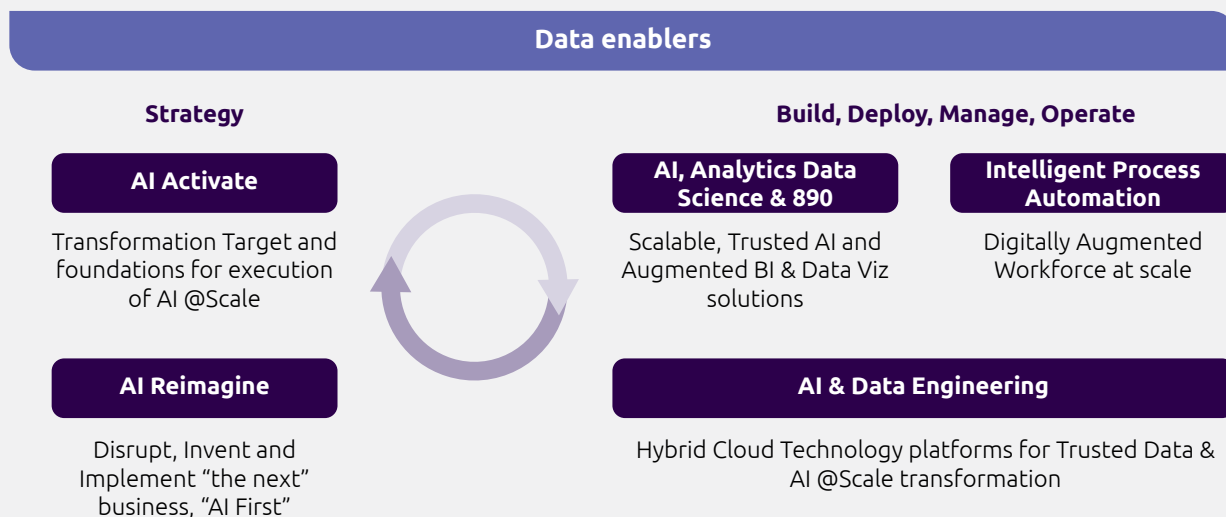 Data enablers
Strategy
AI Activate
Transformation Target and
foundations for execution
of AI @Scale
AI Reimagine
Disrupt, Invent and
Implement “the next”
business, “AI First”
Build, Deploy, Manage, Operate
AI, Analytics Data
Science & 890
Scalable, Trusted AI and
Augmented BI & Data Viz
solutions
Intelligent Process
Automation
Digitally Augmented
Workforce at scale
AI & Data Engineering
Hybrid Cloud Technology platforms for Trusted Data &
AI @Scale transformation